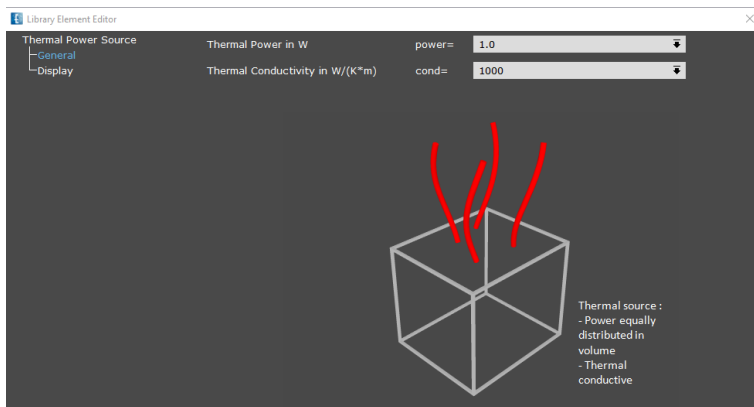 Library Element Editor
Thermal Power Source
General
Display
Thermal Power in W power= 1.0
Thermal Conductivity in W/(K*m) cond= 1000
Thermal source :
- Power equally
distributed in
volume
- Thermal
conductive